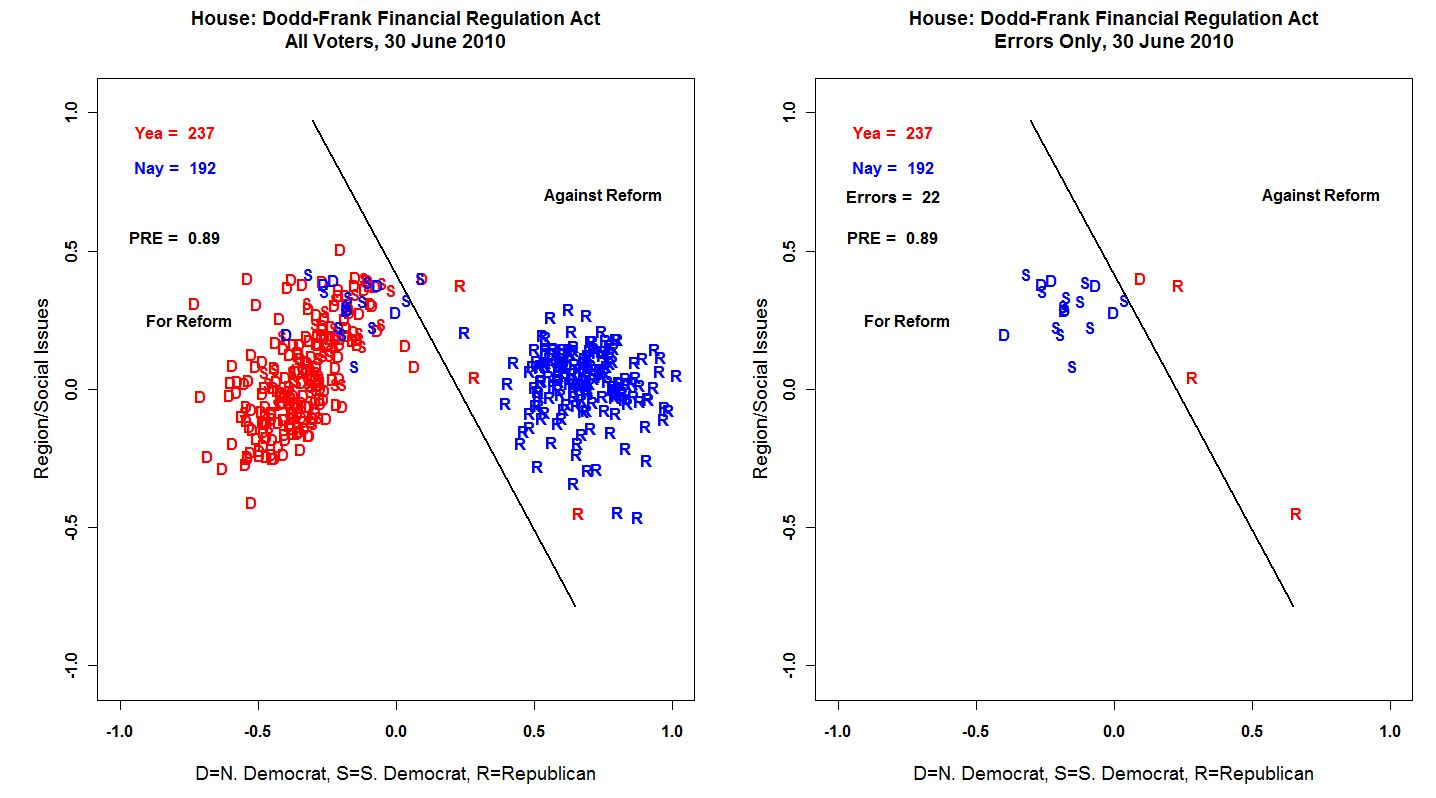 House: Dodd-Frank Financial Regulation Act
All Voters, 30 June 2010
Yea = 237
Nay = 192
PRE = 0.89
Against Reform
For Reform
Region/Social Issues
1.0
0.5
0.0
-0.5
-1.0
-1.0 -0.5 0.0 0.5 1.0
D=N. Democrat, S=S. Democrat, R=Republican
House: Dodd-Frank Financial Regulation Act
Errors Only, 30 June 2010
Yea = 237
Nay = 192
Errors = 22
PRE = 0.89
Against Reform
For Reform
Region/Social Issues
1.0
0.5
0.0
-0.5
-1.0
-1.0 -0.5 0.0 0.5 1.0
D=N. Democrat, S=S. Democrat, R=Republican